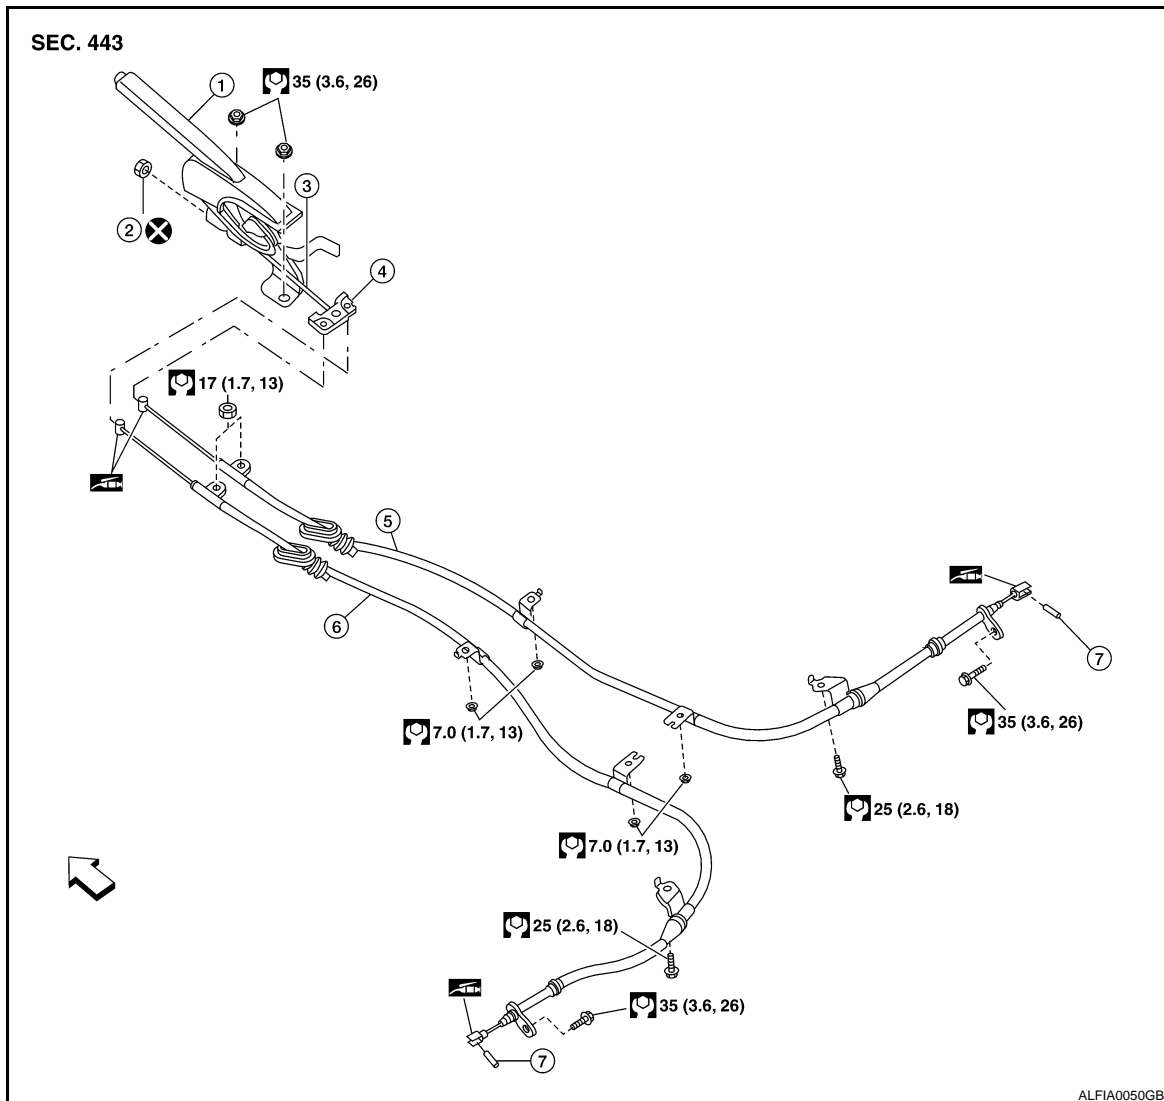 SEC. 443
1
35 (3.6, 26)
2
3
4
17 (1.7, 13)
5
6
7
35 (3.6, 26)
7.0 (1.7, 13)
25 (2.6, 18)
7.0 (1.7, 13)
25 (2.6, 18)
35 (3.6, 26)
7
ALFIA0050GB